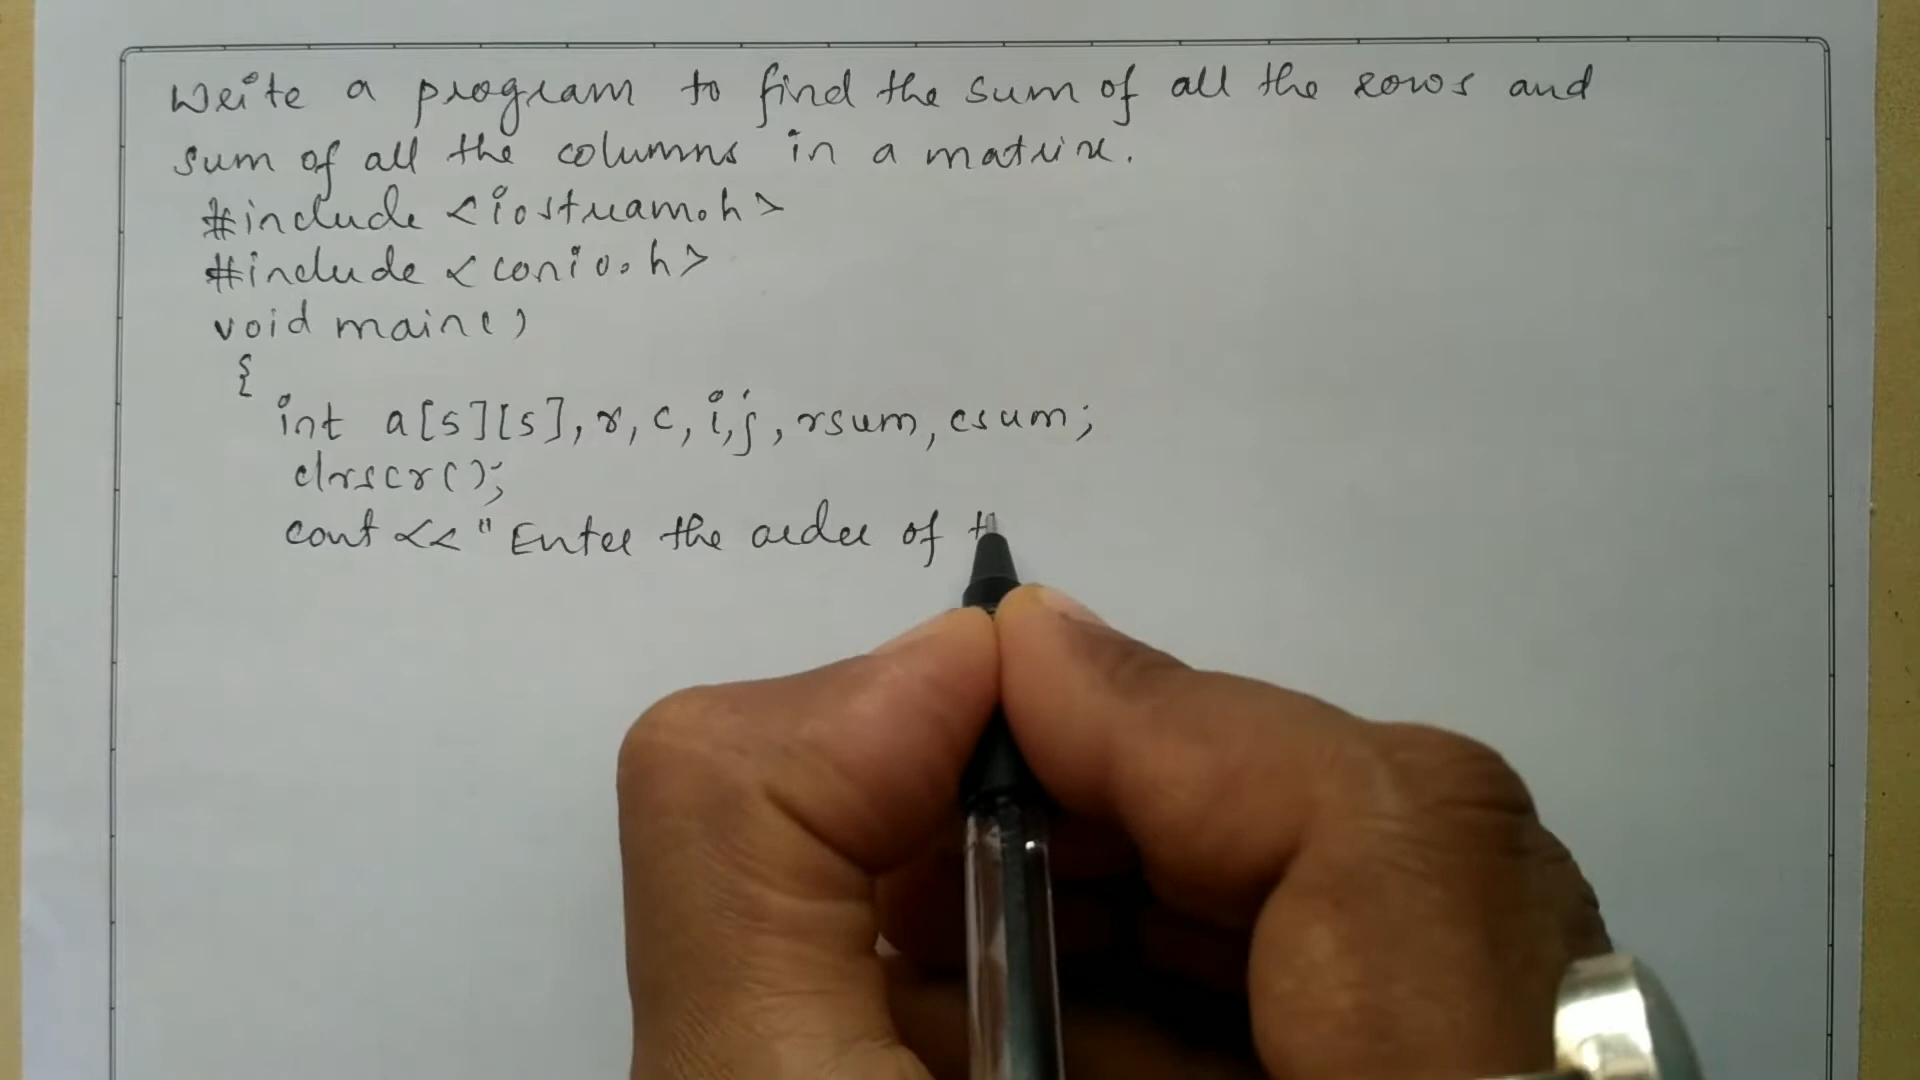 Write a program to find the sum of all the rows and
sum of all the columns in a matrix.
#include <iostream.h>
#include <conio.h>
void main()
{
int a[5][5], r, c, i, j, rsum, csum;
clrscr();
cout << "Enter the order of t